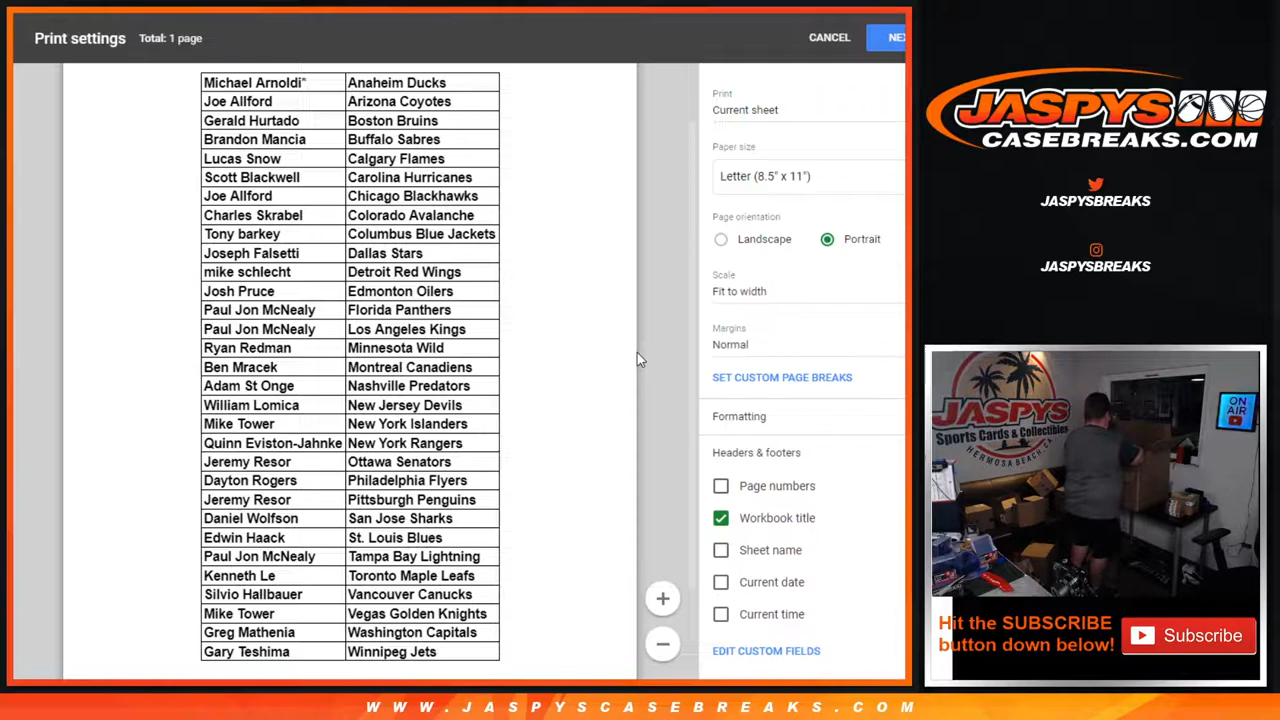 Print settings Total: 1 page CANCEL NE
Michael Arnoldi* Anaheim Ducks
Joe Allford Arizona Coyotes
Gerald Hurtado Boston Bruins
Brandon Mancia Buffalo Sabres
Lucas Snow Calgary Flames
Scott Blackwell Carolina Hurricanes
Joe Allford Chicago Blackhawks
Charles Skrabel Colorado Avalanche
Tony barkey Columbus Blue Jackets
Joseph Falsetti Dallas Stars
mike schlecht Detroit Red Wings
Josh Pruce Edmonton Oilers
Paul Jon McNealy Florida Panthers
Paul Jon McNealy Los Angeles Kings
Ryan Redman Minnesota Wild
Ben Mracek Montreal Canadiens
Adam St Onge Nashville Predators
William Lomica New Jersey Devils
Mike Tower New York Islanders
Quinn Eviston-Jahnke New York Rangers
Jeremy Resor Ottawa Senators
Dayton Rogers Philadelphia Flyers
Jeremy Resor Pittsburgh Penguins
Daniel Wolfson San Jose Sharks
Edwin Haack St. Louis Blues
Paul Jon McNealy Tampa Bay Lightning
Kenneth Le Toronto Maple Leafs
Silvio Hallbauer Vancouver Canucks
Mike Tower Vegas Golden Knights
Greg Mathenia Washington Capitals
Gary Teshima Winnipeg Jets
Print
Current sheet
Paper size
Letter (8.5" x 11")
Page orientation
Landscape Portrait
Scale
Fit to width
Margins
Normal
SET CUSTOM PAGE BREAKS
Formatting
Headers & footers
Page numbers
Workbook title
Sheet name
Current date
Current time
EDIT CUSTOM FIELDS
JASPYS
CASEBREAKS.COM
JASPYSBREAKS
JASPYSBREAKS
JASPYS
Sports Cards & Collectibles
HERMOSA BEACH, CA
ON
AIR
Hit the SUBSCRIBE
button down below!
Subscribe
WWW.JASPYSCASEBREAKS.COM